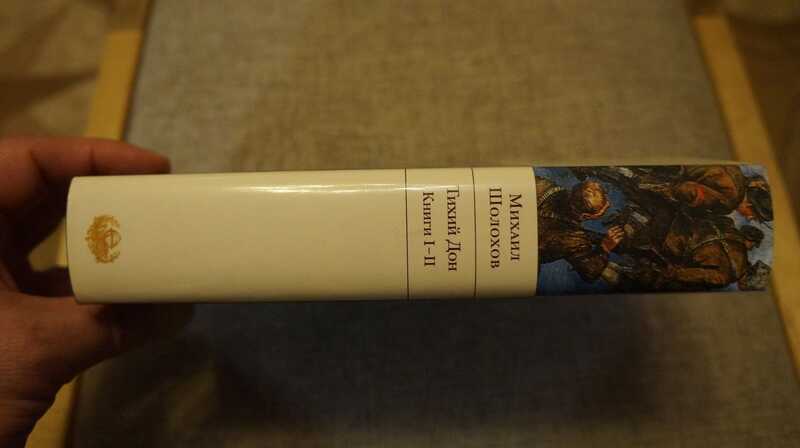 Михаил
Шолохов
Тихий Дон
Книги I–II